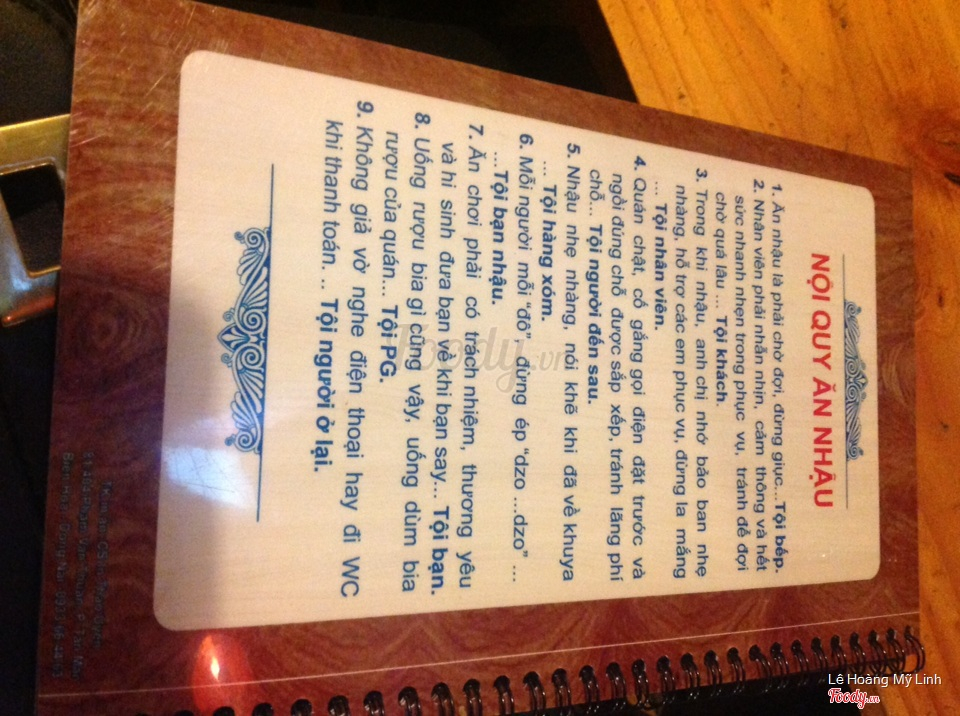 NỘI QUY ĂN NHẬU
1. Ăn nhậu là phải chờ đợi, đừng giục...Tội bếp.
2. Nhân viên phải nhẫn nhịn, cảm thông và hết
sức nhanh nhẹn trong phục vụ, tránh để đợi
chờ quá lâu ... Tội khách.
3. Trong khi nhậu, anh chị nhớ bảo ban nhẹ
nhàng, hỗ trợ các em phục vụ, đừng la mắng
... Tội nhân viên.
4. Quán chật, cố gắng gọi điện đặt trước và
ngồi đúng chỗ được sắp xếp, tránh lãng phí
chỗ... Tội người đến sau.
5. Nhậu nhẹ nhàng, nói khẽ khi đã về khuya
... Tội hàng xóm.
6. Mỗi người mỗi “đô” đừng ép “dzo ....dzo” ...
...Tội bạn nhậu.
7. Ăn chơi phải có trách nhiệm, thương yêu
và hi sinh đưa bạn về khi bạn say... Tội bạn.
8. Uống rượu bia gì cũng vậy, uống dùm bia
rượu của quán... Tội PG.
9. Không giả vờ nghe điện thoại hay đi WC
khi thanh toán. .. Tội người ở lại.
Foody.vn
Lê Hoàng Mỹ Linh
Foody.vn